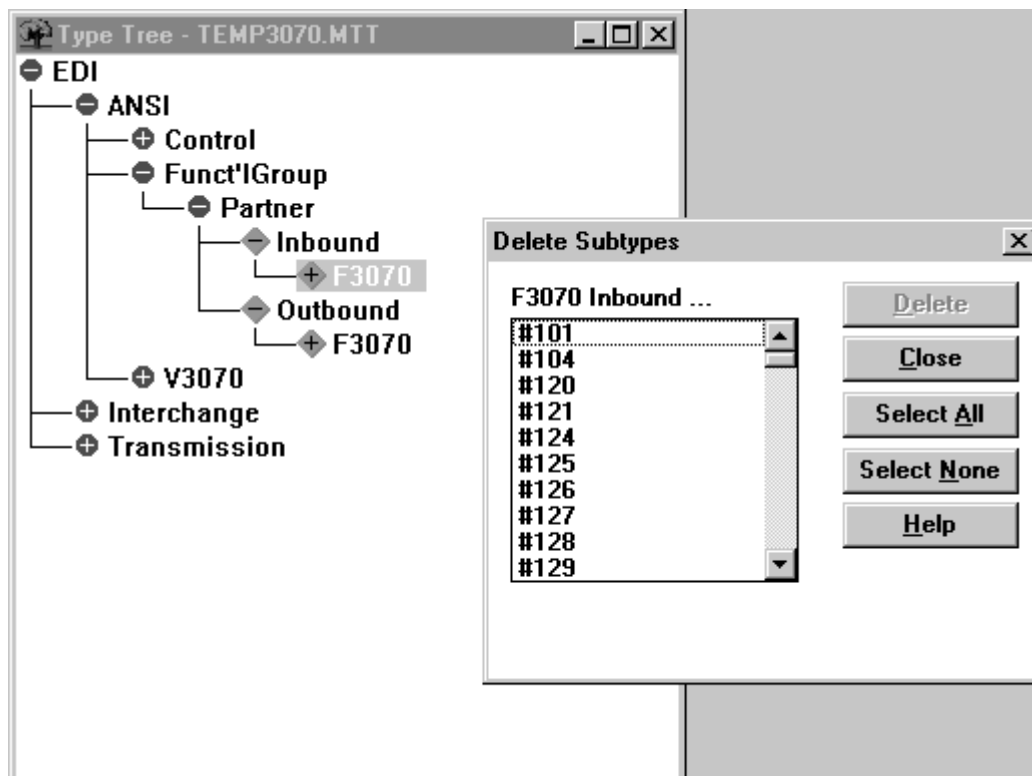 Type Tree - TEMP3070.MTT
EDI
ANSI
Control
Funct'lGroup
Partner
Inbound
F3070
Outbound
F3070
V3070
Interchange
Transmission
Delete Subtypes
F3070 Inbound ...
#101
#104
#120
#121
#124
#125
#126
#127
#128
#129
Delete
Close
Select All
Select None
Help